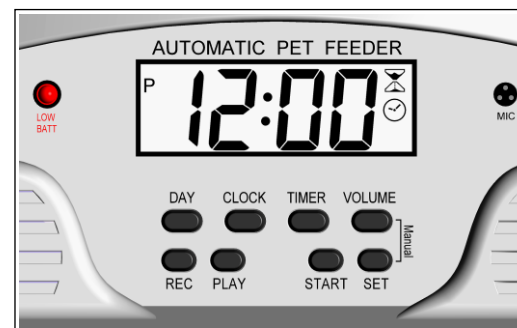 AUTOMATIC PET FEEDER
P 12:00
LOW
BATT
MIC
DAY CLOCK TIMER VOLUME
Manual
REC PLAY START SET